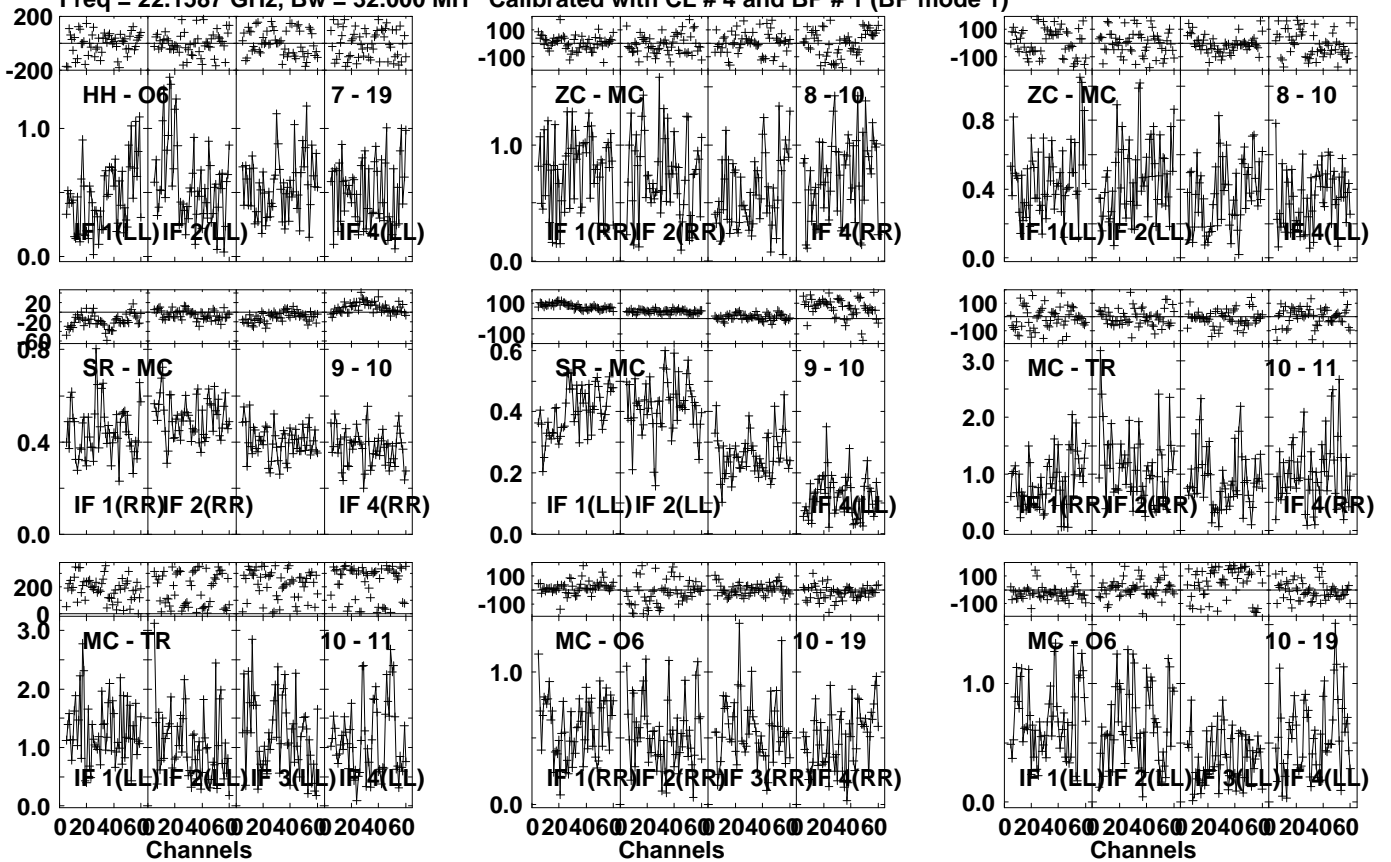 Freq = 22.1587 GHz, Bw = 32.000 MH Calibrated with CL # 4 and BP # 1 (BP mode 1)
200
-200
HH - O6 7 - 19
1.0
IF 1(LL) IF 2(LL) IF 4(LL)
0.0
100
-100
ZC - MC 8 - 10
1.0
IF 1(RR) IF 2(RR) IF 4(RR)
0.0
100
-100
ZC - MC 8 - 10
0.8
0.4
IF 1(LL) IF 2(LL) IF 4(LL)
0.0
20
-20
-60
0.8
SR - MC 9 - 10
0.4
IF 1(RR) IF 2(RR) IF 4(RR)
0.0
100
-100
0.6
SR - MC 9 - 10
0.4
0.2
IF 1(LL) IF 2(LL) IF 4(LL)
0.0
100
-100
3.0
MC - TR 10 - 11
2.0
1.0
IF 1(RR) IF 2(RR) IF 4(RR)
0.0
200
0
3.0
MC - TR 10 - 11
2.0
1.0
IF 1(LL) IF 2(LL) IF 3(LL) IF 4(LL)
0.0
0 20 40 60 0 20 40 60 0 20 40 60 0 20 40 60
Channels
100
-100
MC - O6 10 - 19
1.0
IF 1(RR) IF 2(RR) IF 3(RR) IF 4(RR)
0.0
0 20 40 60 0 20 40 60 0 20 40 60 0 20 40 60
Channels
100
-100
MC - O6 10 - 19
1.0
IF 1(LL) IF 2(LL) IF 3(LL) IF 4(LL)
0.0
0 20 40 60 0 20 40 60 0 20 40 60 0 20 40 60
Channels